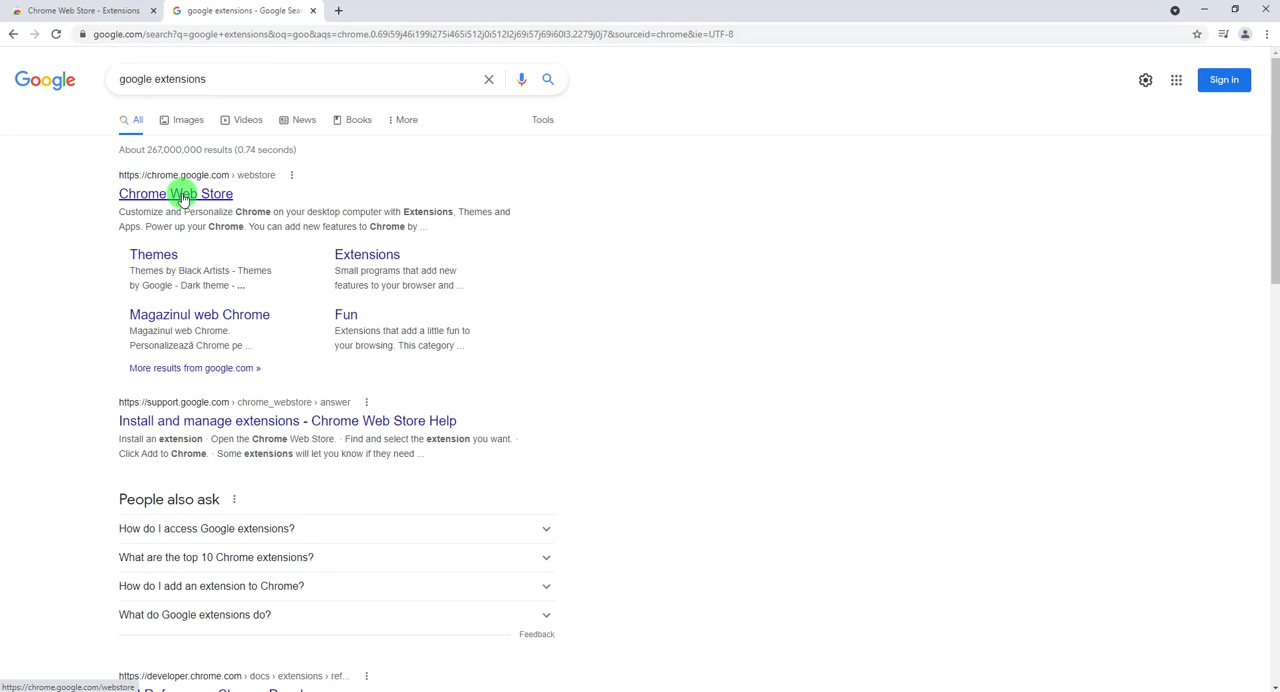 Chrome Web Store - Extensions
google extensions - Google Sear
google.com/search?q=google+extensions&oq=goo&aqs=chrome.0.69i59j46i199i275i465i512j0i512l2j69i57j69i60l3.2279j0j7&sourceid=chrome&ie=UTF-8
Google
google extensions
Sign in
All
Images
Videos
News
Books
More
Tools
About 267,000,000 results (0.74 seconds)
https://chrome.google.com › webstore
Chrome Web Store
Customize and Personalize Chrome on your desktop computer with Extensions, Themes and
Apps. Power up your Chrome. You can add new features to Chrome by ...
Themes
Themes by Black Artists - Themes
by Google - Dark theme - ...
Extensions
Small programs that add new
features to your browser and ...
Magazinul web Chrome
Magazinul web Chrome.
Personalizează Chrome pe ...
Fun
Extensions that add a little fun to
your browsing. This category ...
More results from google.com »
https://support.google.com › chrome_webstore › answer
Install and manage extensions - Chrome Web Store Help
Install an extension · Open the Chrome Web Store. · Find and select the extension you want. ·
Click Add to Chrome. · Some extensions will let you know if they need ...
People also ask
How do I access Google extensions?
What are the top 10 Chrome extensions?
How do I add an extension to Chrome?
What do Google extensions do?
Feedback
https://developer.chrome.com › docs › extensions › ref...
https://chrome.google.com/webstore